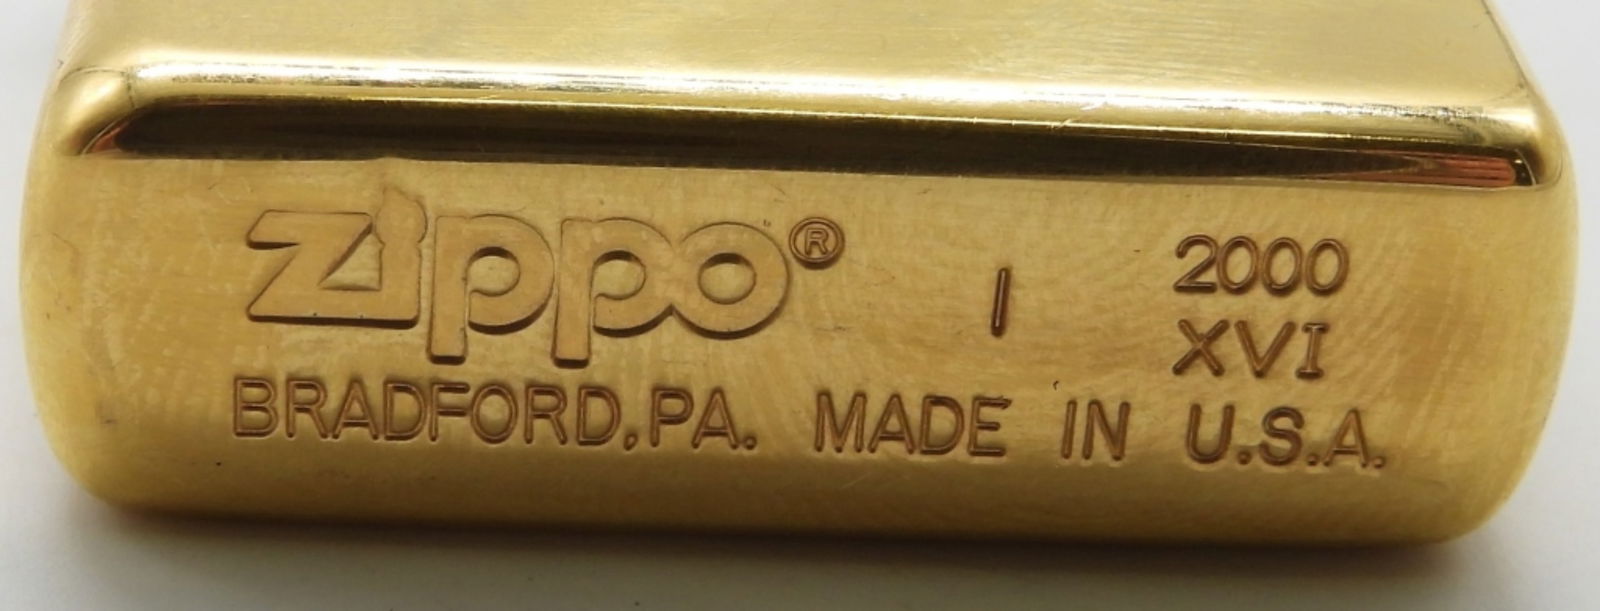 Zippo® I 2000
XVI
BRADFORD,PA. MADE IN U.S.A.